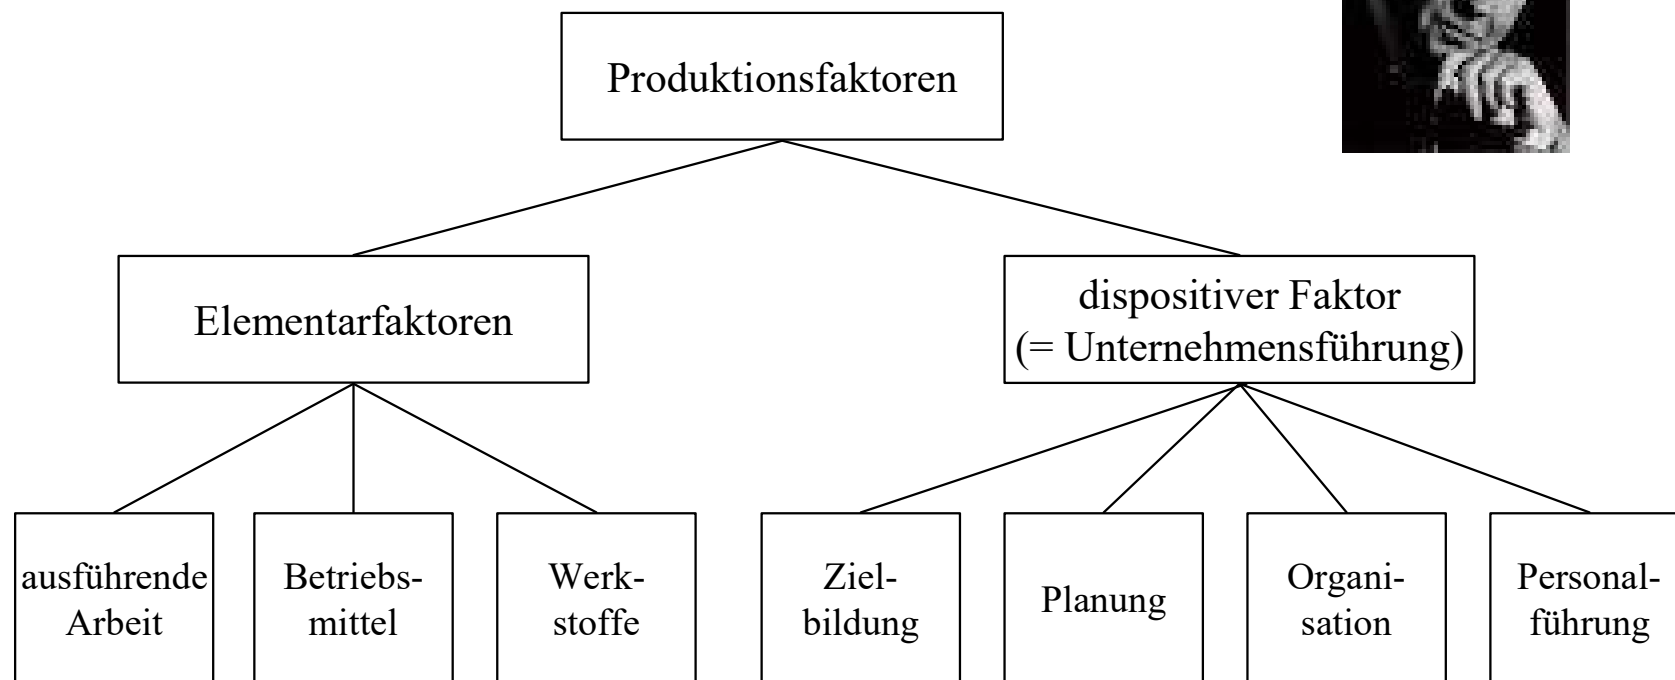 Produktionsfaktoren
Elementarfaktoren
dispositiver Faktor
(= Unternehmensführung)
ausführende
Arbeit
Betriebs-
mittel
Werk-
stoffe
Ziel-
bildung
Planung
Organi-
sation
Personal-
führung